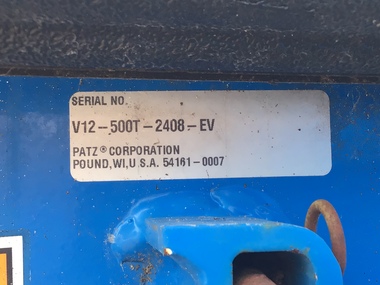 SERIAL NO.
V12-500T-2408-EV
PATZ® CORPORATION
POUND, WI, U.S.A. 54161-0007